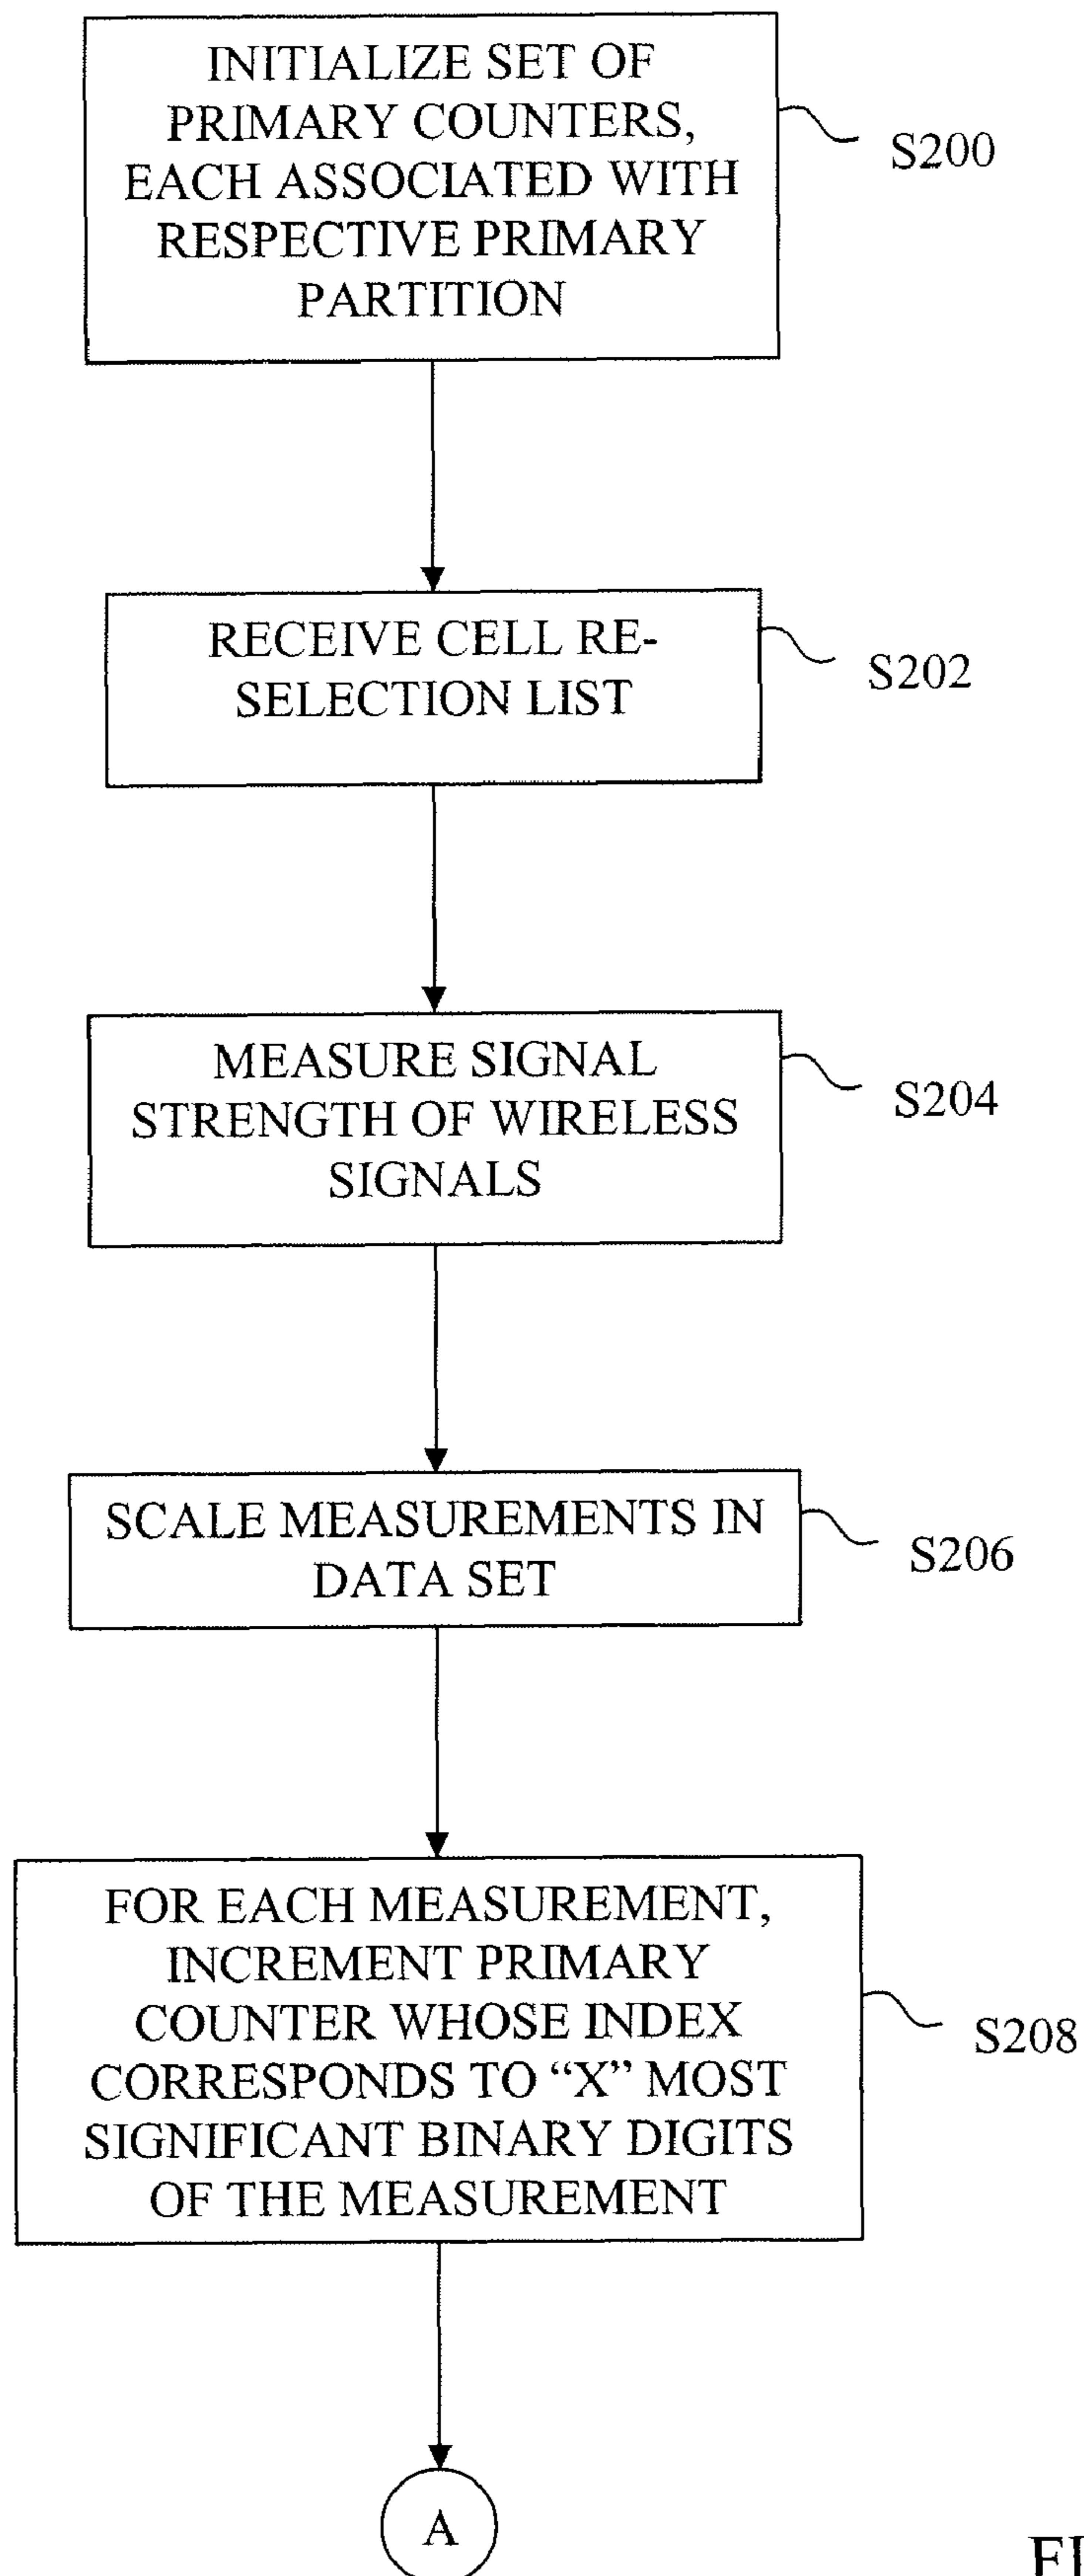 INITIALIZE SET OF
PRIMARY COUNTERS,
EACH ASSOCIATED WITH
RESPECTIVE PRIMARY
PARTITION
S200
RECEIVE CELL RE-
SELECTION LIST
S202
MEASURE SIGNAL
STRENGTH OF WIRELESS
SIGNALS
S204
SCALE MEASUREMENTS IN
DATA SET
S206
FOR EACH MEASUREMENT,
INCREMENT PRIMARY
COUNTER WHOSE INDEX
CORRESPONDS TO “X” MOST
SIGNIFICANT BINARY DIGITS
OF THE MEASUREMENT
S208
A